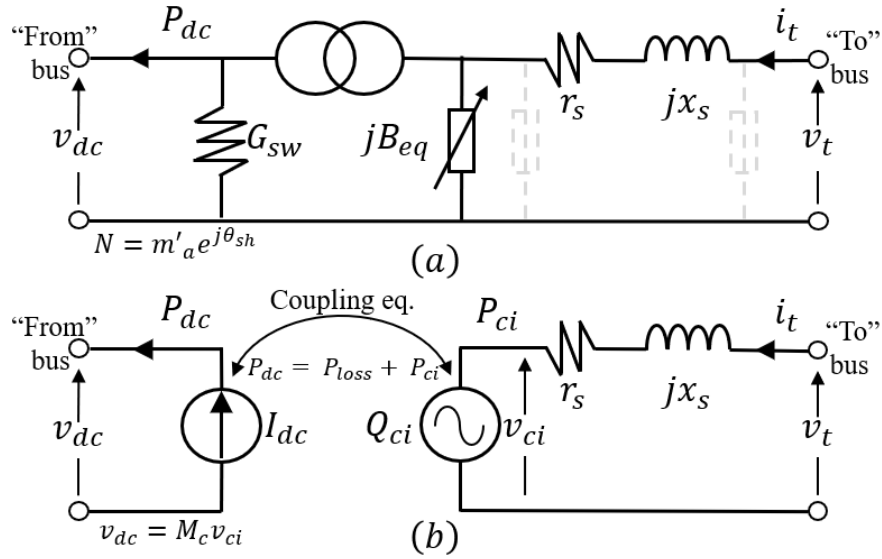 “From”
bus
P_dc
i_t
“To”
bus
r_s
jx_s
v_dc
G_sw
jB_eq
v_t
N = m'_a e^{jθ_sh}
(a)
“From”
bus
P_dc
Coupling eq.
P_ci
i_t
“To”
bus
P_dc = P_loss + P_ci
r_s
jx_s
v_dc
I_dc
Q_ci
v_ci
v_t
v_dc = M_c v_ci
(b)